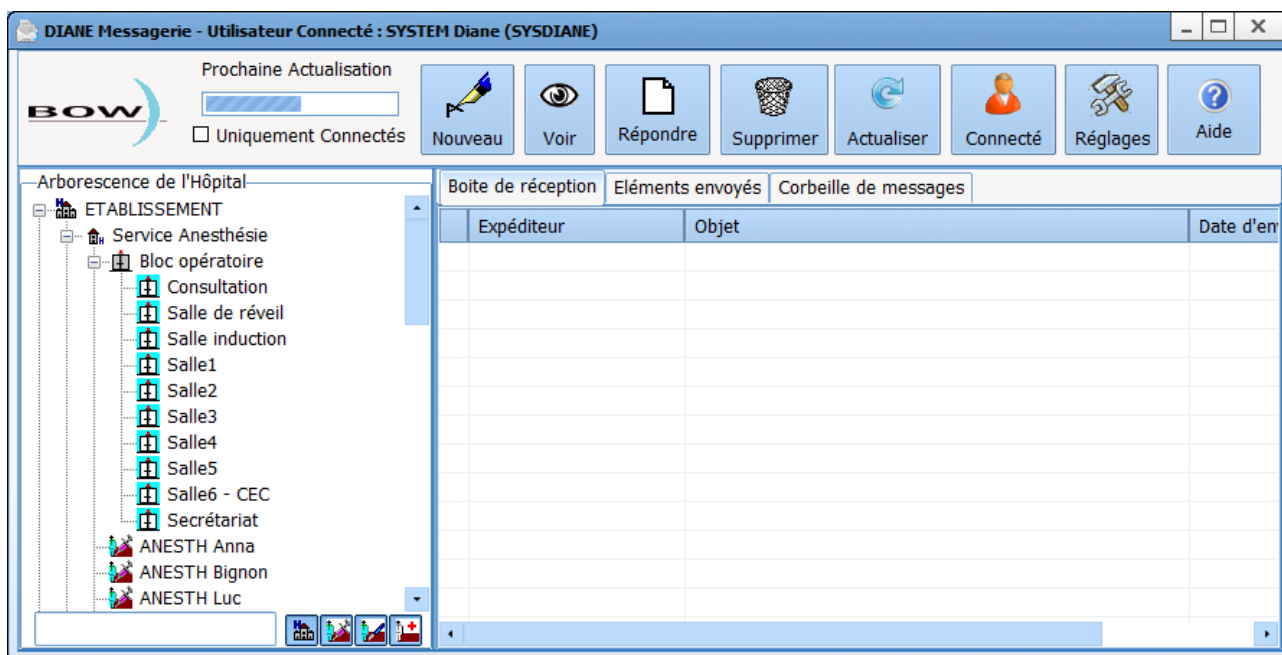 DIANE Messagerie - Utilisateur Connecté : SYSTEM Diane (SYSDIANE)
BOW
Prochaine Actualisation
Uniquement Connectés
Nouveau
Voir
Répondre
Supprimer
Actualiser
Connecté
Réglages
Aide
Arborescence de l'Hôpital
ETABLISSEMENT
Service Anesthésie
Bloc opératoire
Consultation
Salle de réveil
Salle induction
Salle1
Salle2
Salle3
Salle4
Salle5
Salle6 - CEC
Secrétariat
ANESTH Anna
ANESTH Bignon
ANESTH Luc
Boite de réception
Eléments envoyés
Corbeille de messages
Expéditeur
Objet
Date d'en